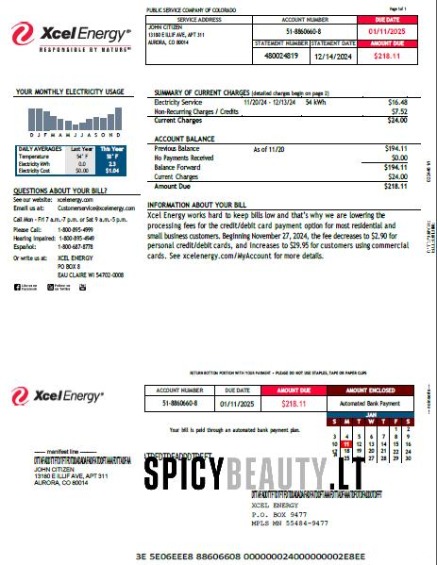 PUBLIC SERVICE COMPANY OF COLORADO
Page 1 of 1
Xcel Energy®
RESPONSIBLE BY NATURE®
SERVICE ADDRESS
ACCOUNT NUMBER
DUE DATE
JOHN CITIZEN
13180 E ILIF AVE, APT 311
AURORA, CO 80014
51-8860660-8
01/11/2025
STATEMENT NUMBER
STATEMENT DATE
AMOUNT DUE
480024819
12/14/2024
$218.11
YOUR MONTHLY ELECTRICITY USAGE
D J F M A M J J A S O N D
DAILY AVERAGES Last Year This Year
Temperature 54° F
Electricity kWh 0.0 2.3
Electricity Cost $0.00 $1.04
QUESTIONS ABOUT YOUR BILL?
See our website: xcelenergy.com
Email us at: Customerservice@xcelenergy.com
Call Mon - Fri 7 a.m.-7 p.m. or Sat 9 a.m.-5 p.m.
Please Call: 1-800-895-4999
Hearing Impaired: 1-800-895-4949
Español: 1-800-687-8778
Or write us at: XCEL ENERGY
PO BOX 8
EAU CLAIRE WI 54702-0008
SUMMARY OF CURRENT CHARGES (detailed charges begin on page 2)
Electricity Service 11/20/24 - 12/13/24 54 kWh $16.48
Non-Recurring Charges / Credits $7.52
Current Charges $24.00
ACCOUNT BALANCE
Previous Balance As of 11/20 $194.11
No Payments Received $0.00
Balance Forward $194.11
Current Charges $24.00
Amount Due $218.11
INFORMATION ABOUT YOUR BILL
Xcel Energy works hard to keep bills low and that's why we are lowering the
processing fees for the credit/debit card payment option for most residential and
small business customers. Beginning November 27, 2024, the fee decreases to $2.90 for
personal credit/debit cards, and increases to $29.95 for customers using commercial
cards. See xcelenergy.com/MyAccount for more details.
RETURN BOTTOM PORTION WITH YOUR PAYMENT • PLEASE DO NOT USE STAPLES, TAPE OR PAPER CLIPS
Xcel Energy®
ACCOUNT NUMBER
DUE DATE
AMOUNT DUE
AMOUNT ENCLOSED
51-8860660-8
01/11/2025
$218.11
Automated Bank Payment
Your bill is paid through an automated bank payment plan.
JAN
S M T W T F S
---- manifest line ----
JOHN CITIZEN
13180 E ILLIF AVE, APT 311
AURORA, CO 80014
SPICYBEAUTY.LT
XCEL ENERGY
P.O. BOX 9477
MPLS MN 55484-9477
3E 5E06EEE8 88606608 00000002400000002E8EE